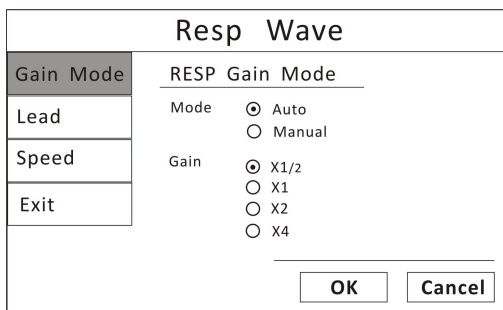 Resp Wave
Gain Mode
Lead
Speed
Exit
RESP Gain Mode
Mode
Auto
Manual
Gain
X1/2
X1
X2
X4
OK
Cancel